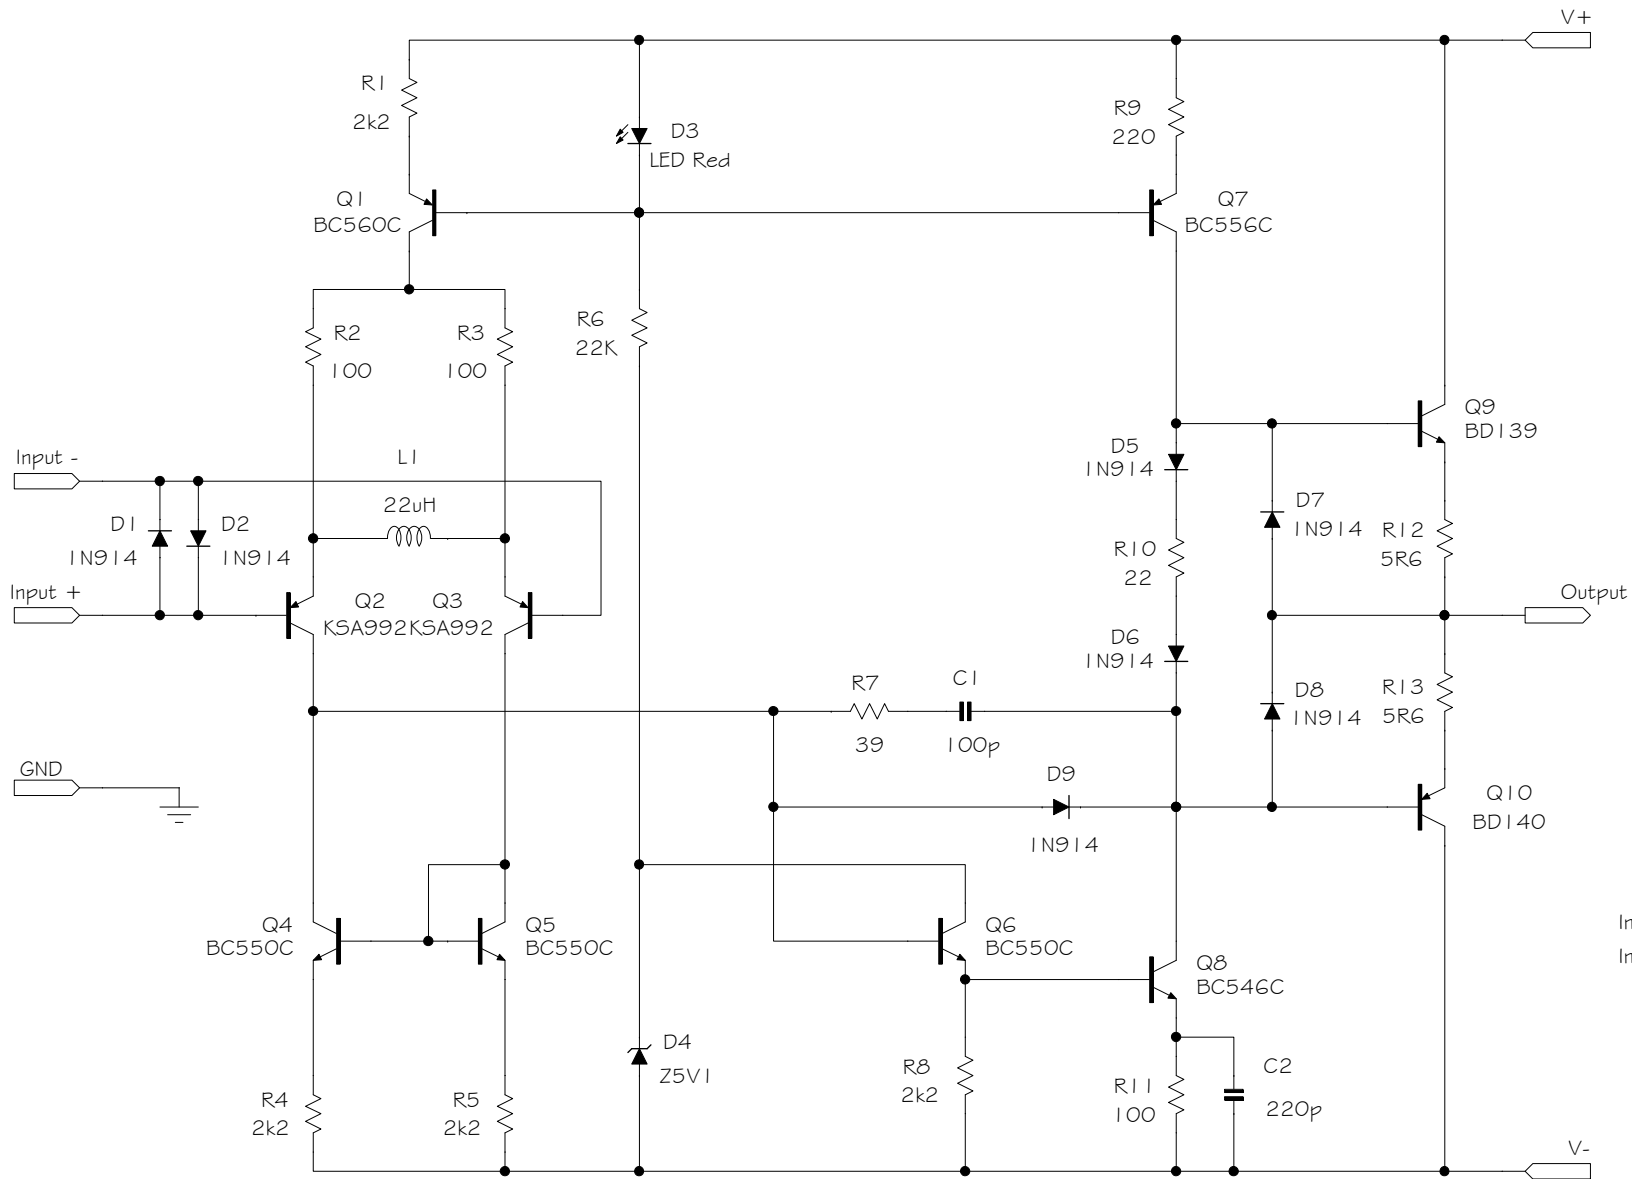 V+
R1
2k2
D3
LED Red
R9
220
Q1
BC560C
Q7
BC556C
R2
100
R3
100
R6
22K
Q9
BD139
Input -
L1
22uH
D5
1N914
D1
1N914
D2
1N914
D7
1N914
R12
5R6
R10
22
Input +
Q2
KSA992
Q3
KSA992
Output
D6
1N914
R7
39
C1
100p
D8
1N914
R13
5R6
GND
D9
1N914
Q10
BD140
Q4
BC550C
Q5
BC550C
Q6
BC550C
Q8
BC546C
In
In
D4
Z5V1
R8
2k2
R11
100
C2
220p
R4
2k2
R5
2k2
V-